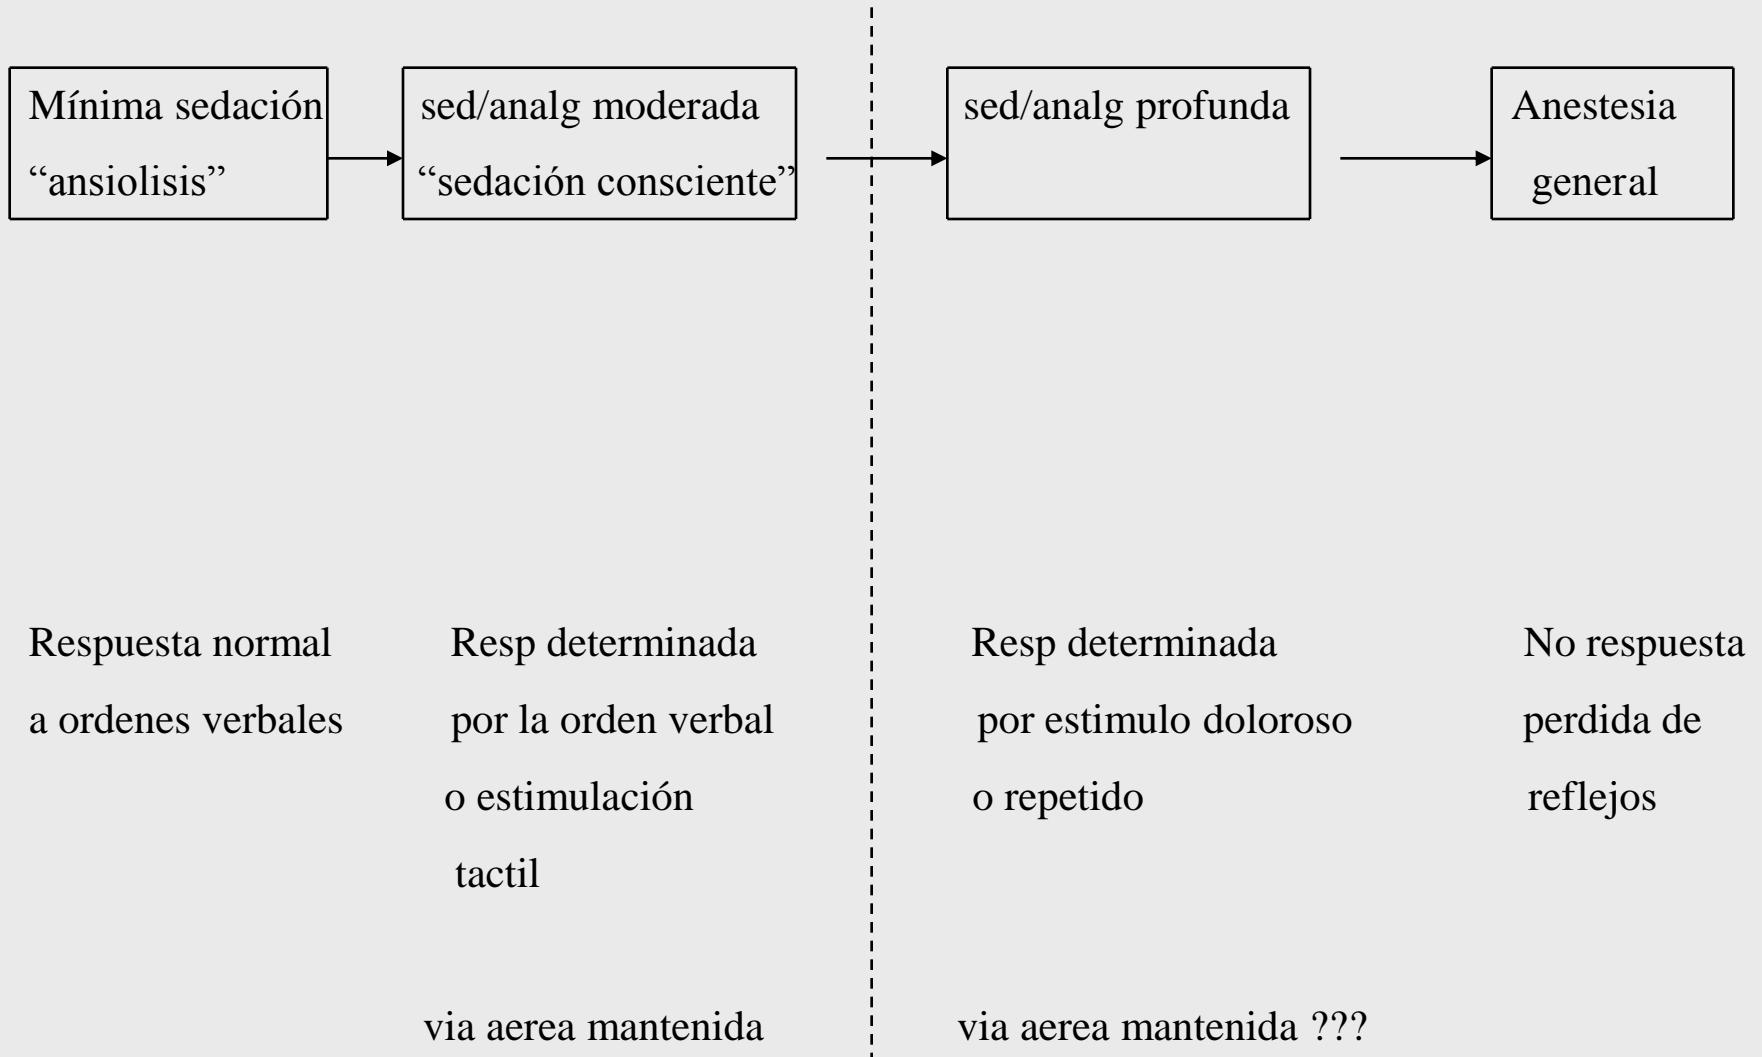 Mínima sedación
“ansiolisis”
sed/analg moderada
“sedación consciente”
sed/analg profunda
Anestesia
general
Respuesta normal
a ordenes verbales
Resp determinada
por la orden verbal
o estimulación
tactil
via aerea mantenida
Resp determinada
por estimulo doloroso
o repetido
via aerea mantenida ???
No respuesta
perdida de
reflejos